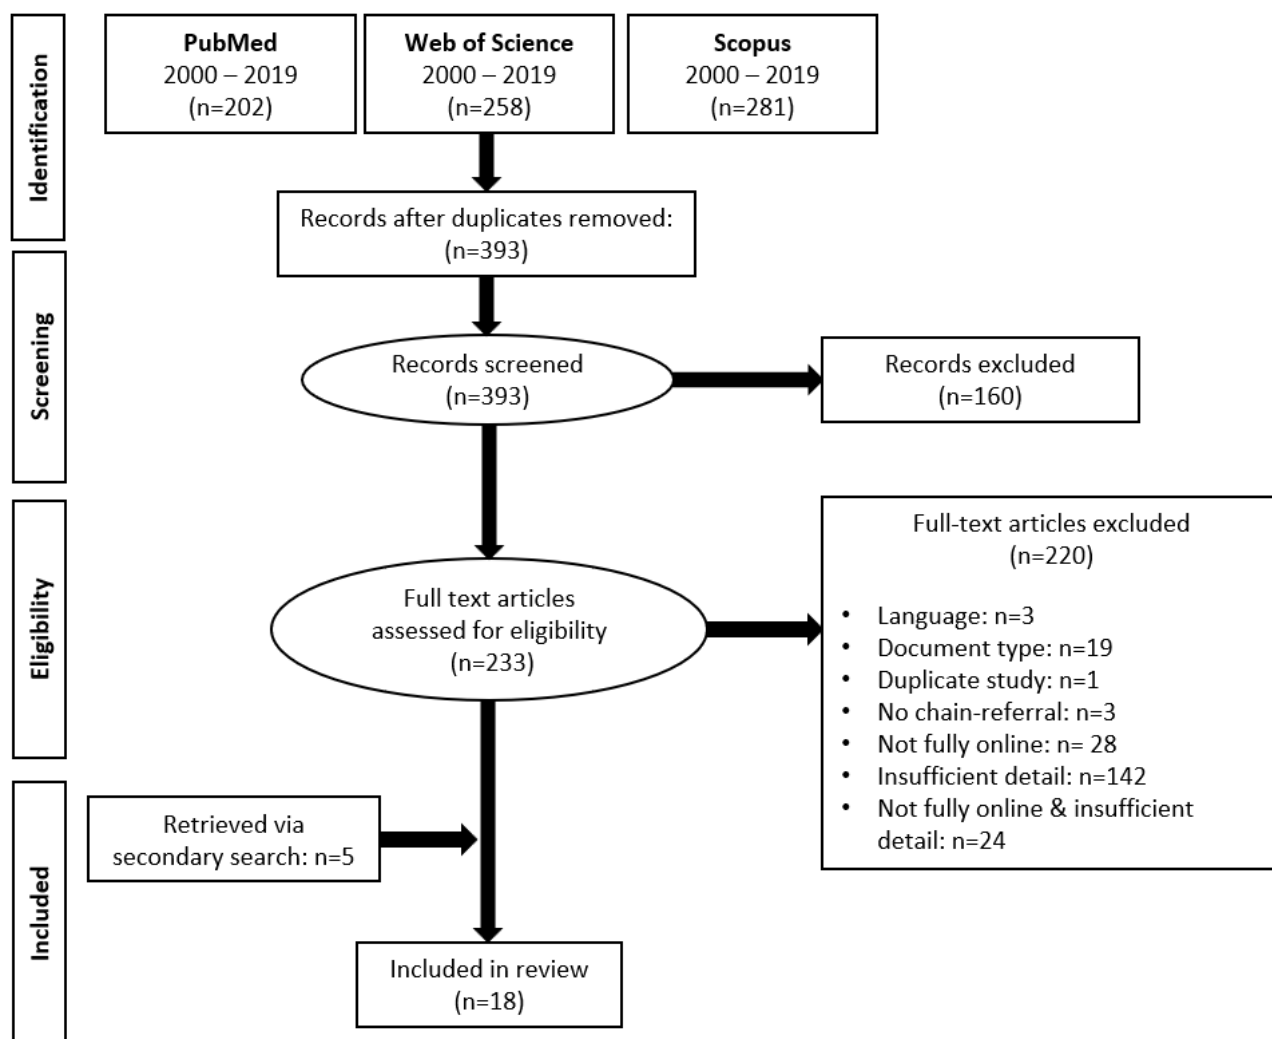 Identification
PubMed
2000 – 2019
(n=202)
Web of Science
2000 – 2019
(n=258)
Scopus
2000 – 2019
(n=281)
Records after duplicates removed:
(n=393)
Screening
Records screened
(n=393)
Records excluded
(n=160)
Eligibility
Full text articles
assessed for eligibility
(n=233)
Full-text articles excluded
(n=220)
• Language: n=3
• Document type: n=19
• Duplicate study: n=1
• No chain-referral: n=3
• Not fully online: n= 28
• Insufficient detail: n=142
• Not fully online & insufficient
detail: n=24
Included
Retrieved via
secondary search: n=5
Included in review
(n=18)